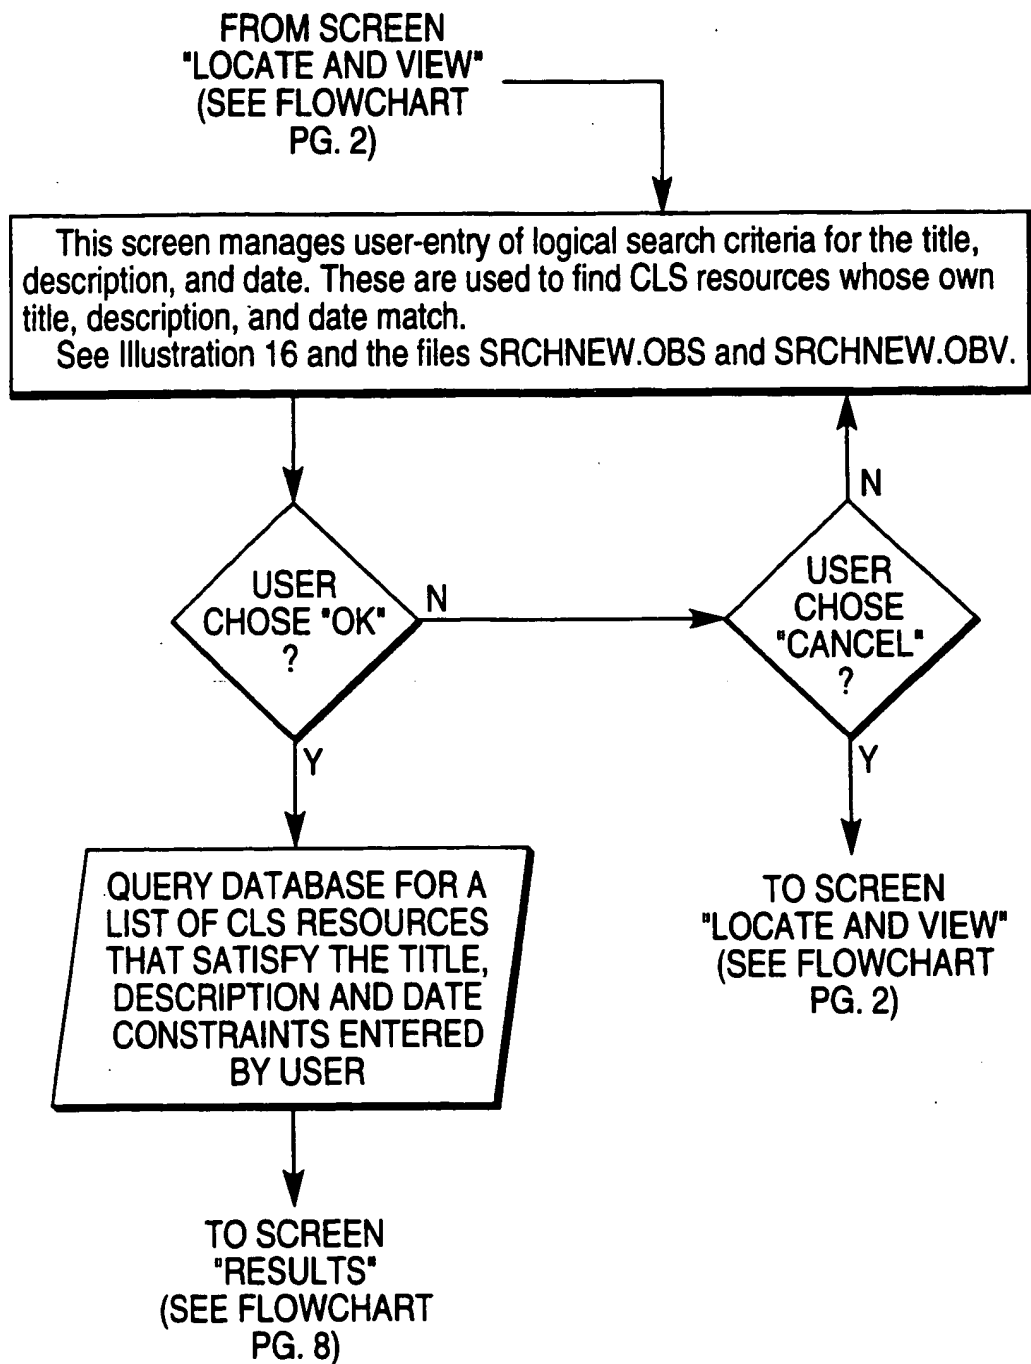 FROM SCREEN
"LOCATE AND VIEW"
(SEE FLOWCHART
PG. 2)
This screen manages user-entry of logical search criteria for the title,
description, and date. These are used to find CLS resources whose own
title, description, and date match.
See Illustration 16 and the files SRCHNEW.OBS and SRCHNEW.OBV.
USER
CHOSE "OK"
?
N
Y
USER
CHOSE
"CANCEL"
?
N
Y
QUERY DATABASE FOR A
LIST OF CLS RESOURCES
THAT SATISFY THE TITLE,
DESCRIPTION AND DATE
CONSTRAINTS ENTERED
BY USER
TO SCREEN
"LOCATE AND VIEW"
(SEE FLOWCHART
PG. 2)
TO SCREEN
"RESULTS"
(SEE FLOWCHART
PG. 8)